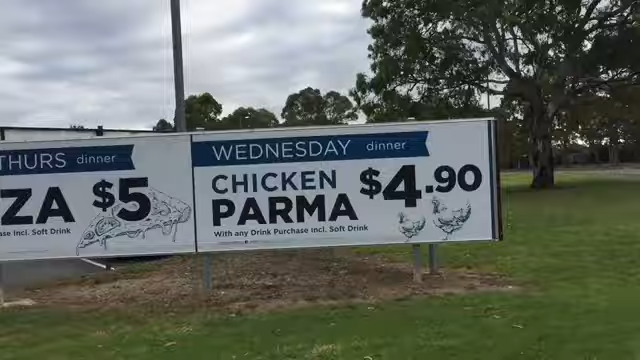 THURS dinner
ZA $5
Incl. Soft Drink
WEDNESDAY dinner
CHICKEN
PARMA
$4.90
With any Drink Purchase Incl. Soft Drink